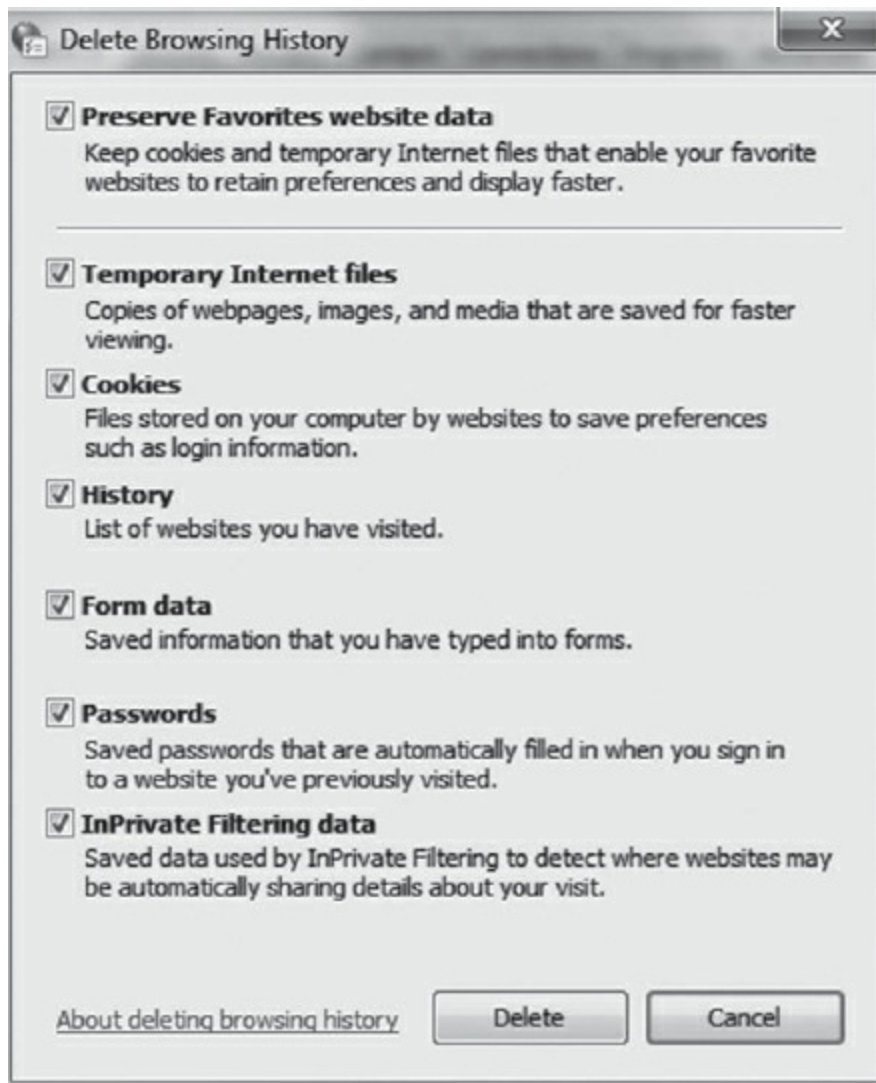 Delete Browsing History
Preserve Favorites website data
Keep cookies and temporary Internet files that enable your favorite
websites to retain preferences and display faster.
Temporary Internet files
Copies of webpages, images, and media that are saved for faster
viewing.
Cookies
Files stored on your computer by websites to save preferences
such as login information.
History
List of websites you have visited.
Form data
Saved information that you have typed into forms.
Passwords
Saved passwords that are automatically filled in when you sign in
to a website you've previously visited.
InPrivate Filtering data
Saved data used by InPrivate Filtering to detect where websites may
be automatically sharing details about your visit.
About deleting browsing history
Delete
Cancel